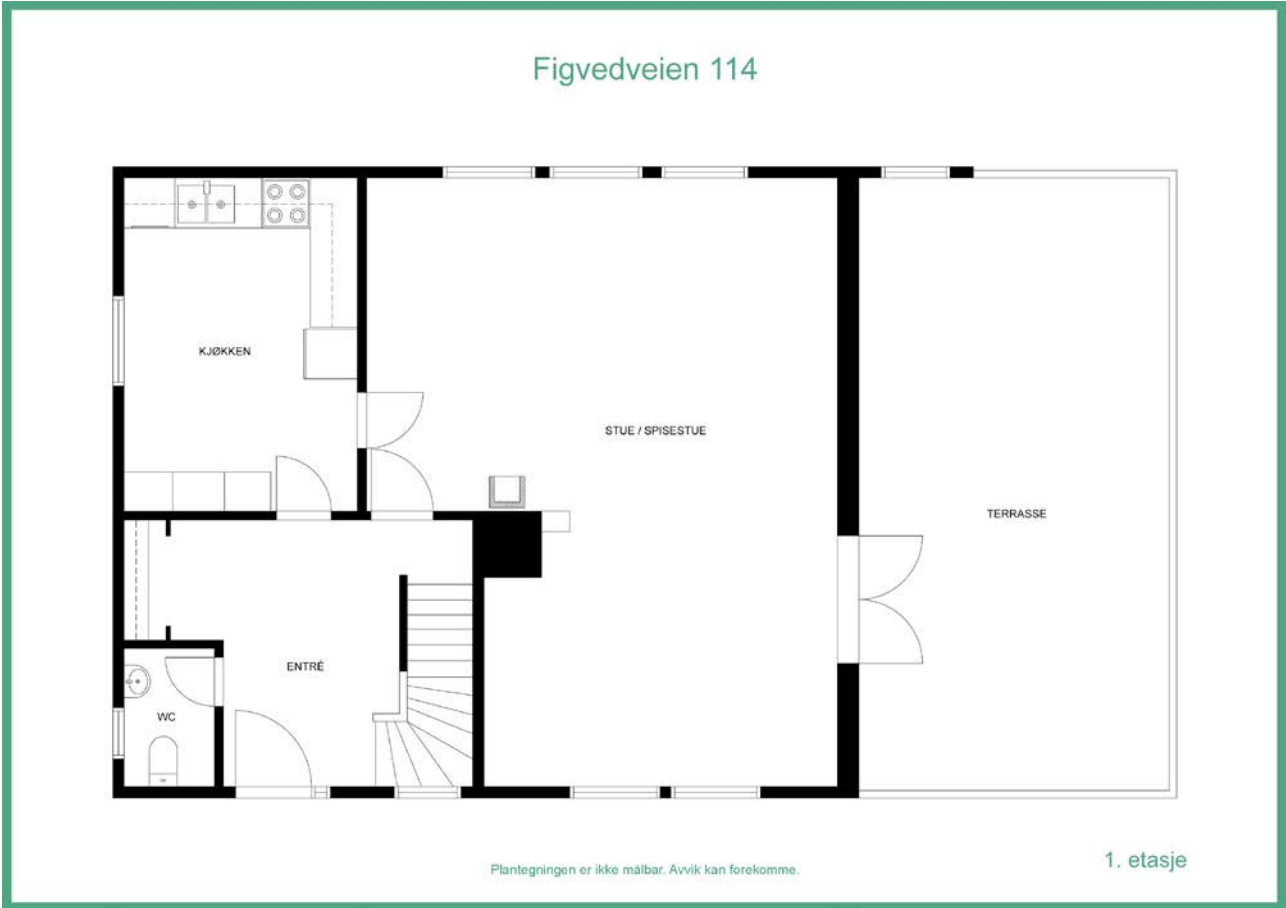 Figvedveien 114
KJØKKEN
STUE / SPISESTUE
TERRASSE
ENTRÉ
WC
Plantegningen er ikke målbar. Avvik kan forekomme.
1. etasje